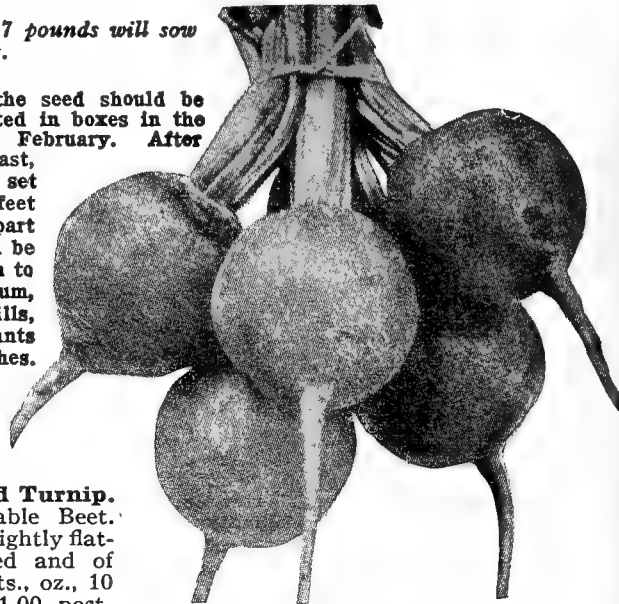 7 pounds will sow
the seed should be
ted in boxes in the
February. After
ast,
set
feet
part
be
to
um,
ills,
ants
hes.
d Turnip.
able Beet.
ightly flat-
ed and of
ts., oz., 10
1.00 post-